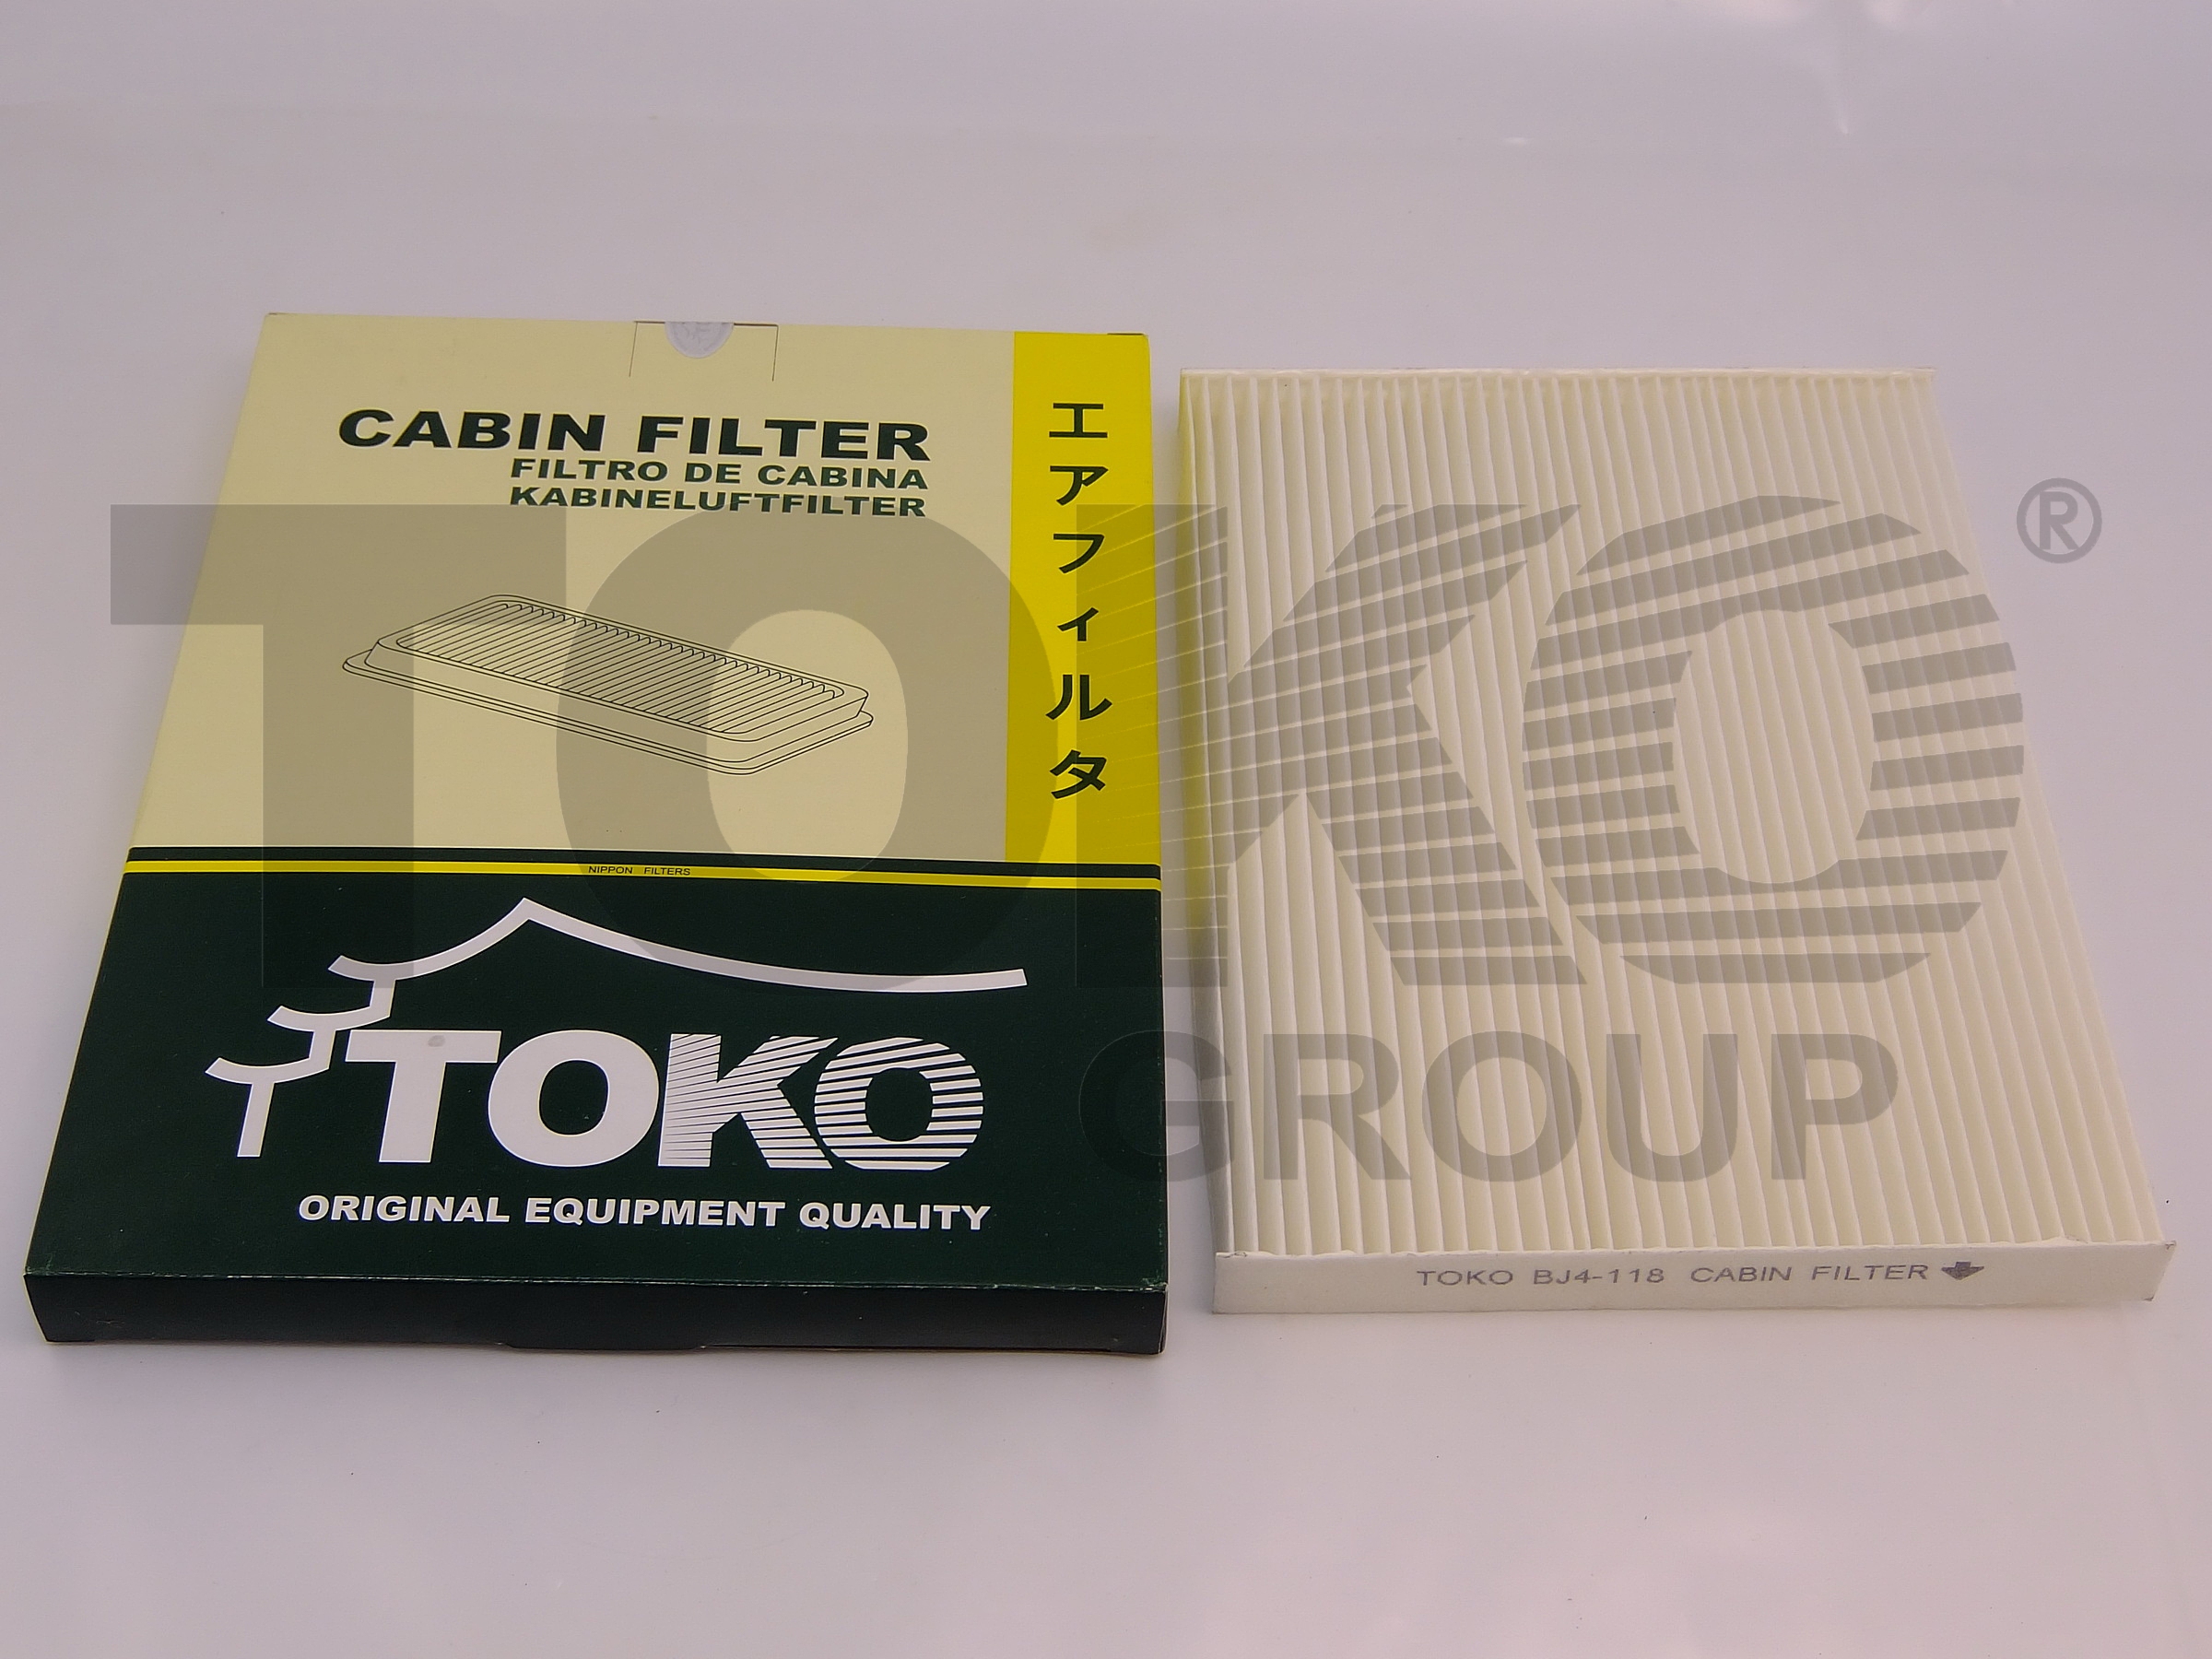 CABIN FILTER
FILTRO DE CABINA
KABINELUFTFILTER
エアフィルタ
NIPPON FILTERS
TOKO
ORIGINAL EQUIPMENT QUALITY
TOKO BJ4-118 CABIN FILTER
TOKO ®
GROUP